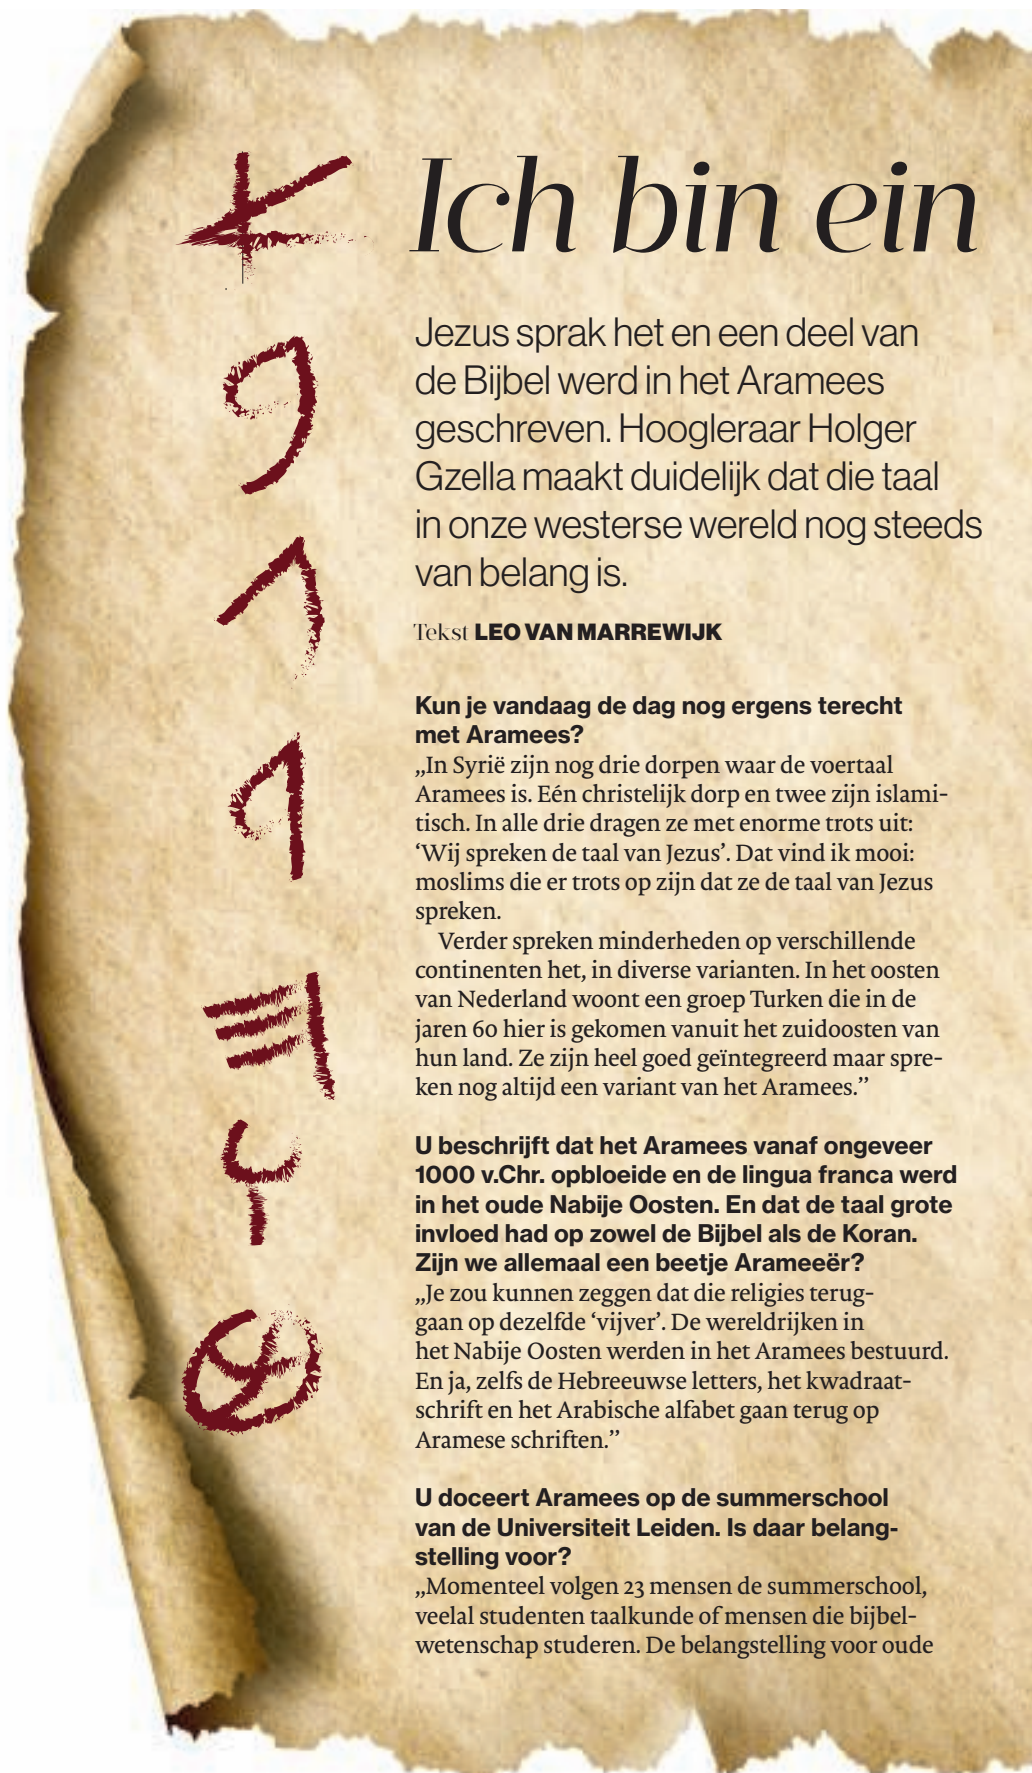 𐤀
𐤁
𐤂
𐤃
𐤄
𐤅
𐤈
Ich bin ein
Jezus sprak het en een deel van
de Bijbel werd in het Aramees
geschreven. Hoogleraar Holger
Gzella maakt duidelijk dat die taal
in onze westerse wereld nog steeds
van belang is.
Tekst LEO VAN MARREWIJK
Kun je vandaag de dag nog ergens terecht
met Aramees?
„In Syrië zijn nog drie dorpen waar de voertaal
Aramees is. Eén christelijk dorp en twee zijn islami-
tisch. In alle drie dragen ze met enorme trots uit:
‘Wij spreken de taal van Jezus’. Dat vind ik mooi:
moslims die er trots op zijn dat ze de taal van Jezus
spreken.
Verder spreken minderheden op verschillende
continenten het, in diverse varianten. In het oosten
van Nederland woont een groep Turken die in de
jaren 60 hier is gekomen vanuit het zuidoosten van
hun land. Ze zijn heel goed geïntegreerd maar spre-
ken nog altijd een variant van het Aramees.”
U beschrijft dat het Aramees vanaf ongeveer
1000 v.Chr. opbloeide en de lingua franca werd
in het oude Nabije Oosten. En dat de taal grote
invloed had op zowel de Bijbel als de Koran.
Zijn we allemaal een beetje Arameeër?
„Je zou kunnen zeggen dat die religies terug-
gaan op dezelfde ‘vijver’. De wereldrijken in
het Nabije Oosten werden in het Aramees bestuurd.
En ja, zelfs de Hebreeuwse letters, het kwadraat-
schrift en het Arabische alfabet gaan terug op
Aramese schriften.”
U doceert Aramees op de summerschool
van de Universiteit Leiden. Is daar belang-
stelling voor?
„Momenteel volgen 23 mensen de summerschool,
veelal studenten taalkunde of mensen die bijbel-
wetenschap studeren. De belangstelling voor oude